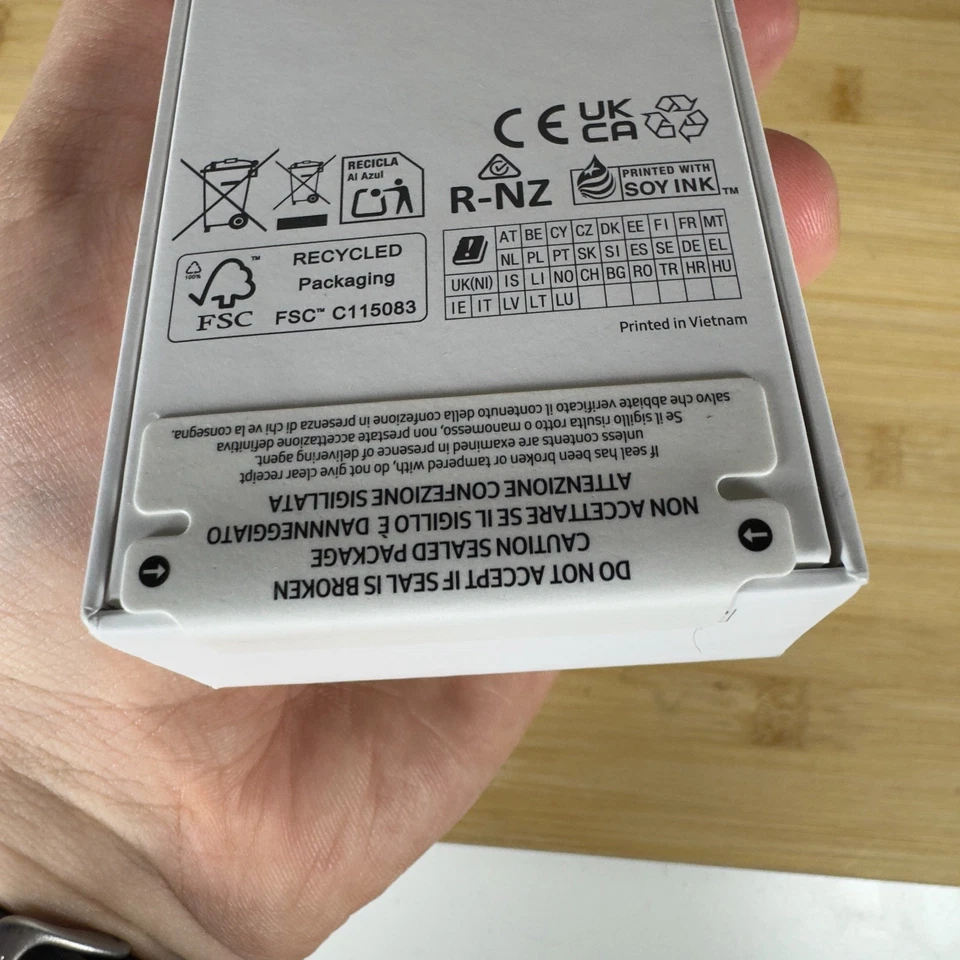 CE UK CA
RECICLA
Al Azul
R-NZ
PRINTED WITH
SOY INK™
100%
™
FSC
RECYCLED
Packaging
FSC™ C115083
AT BE CY CZ DK EE FI FR MT
NL PL PT SK SI ES SE DE EL
UK(NI) IS LI NO CH BG RO TR HR HU
IE IT LV LT LU
Printed in Vietnam
DO NOT ACCEPT IF SEAL IS BROKEN
CAUTION SEALED PACKAGE
NON ACCETTARE SE IL SIGILLO È DANNNEGGIATO
ATTENZIONE CONFEZIONE SIGILLATA
If seal has been broken or tampered with, do not give clear receipt
unless contents are examined in presence of delivering agent.
Se il sigillo risulta rotto o manomesso, non prestate accettazione definitiva
salvo che abbiate verificato il contenuto della confezione in presenza di chi ve la consegna.